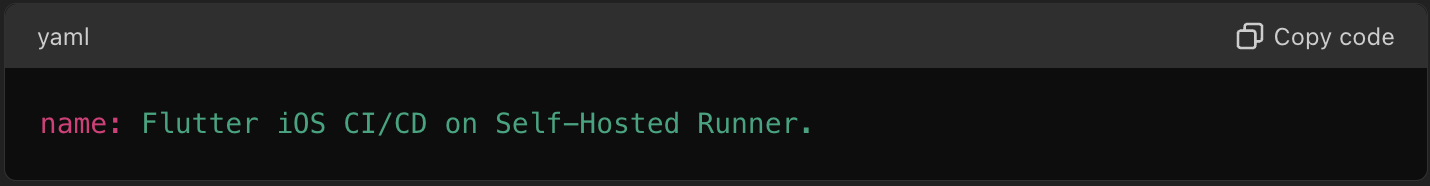 yaml
Copy code
name: Flutter iOS CI/CD on Self-Hosted Runner.